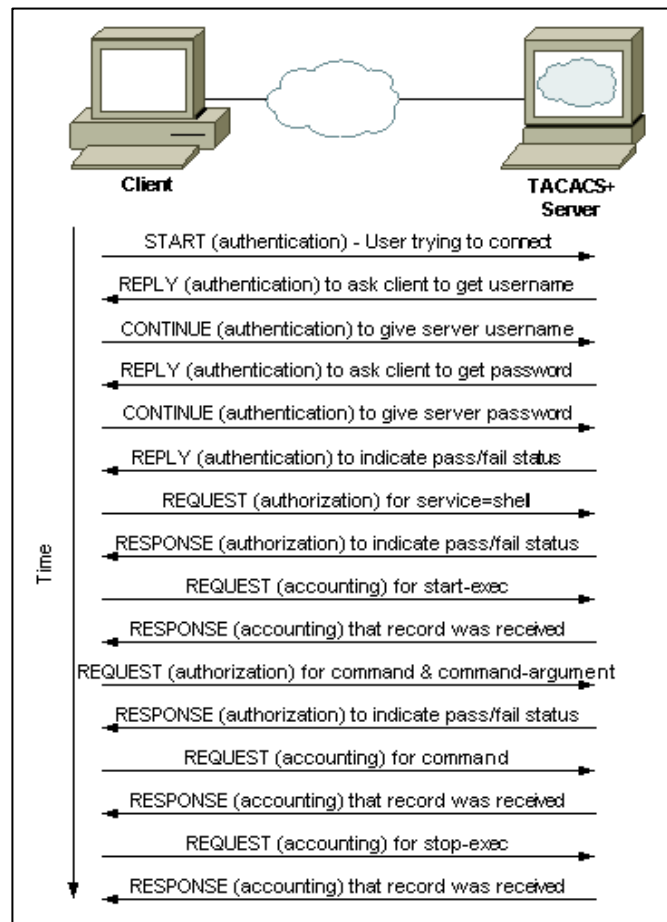 Client
TACACS+
Server
START (authentication) - User trying to connect
REPLY (authentication) to ask client to get username
CONTINUE (authentication) to give server username
REPLY (authentication) to ask client to get password
CONTINUE (authentication) to give server password
REPLY (authentication) to indicate pass/fail status
REQUEST (authorization) for service=shell
RESPONSE (authorization) to indicate pass/fail status
REQUEST (accounting) for start-exec
RESPONSE (accounting) that record was received
REQUEST (authorization) for command & command-argument
RESPONSE (authorization) to indicate pass/fail status
REQUEST (accounting) for command
RESPONSE (accounting) that record was received
REQUEST (accounting) for stop-exec
RESPONSE (accounting) that record was received
Time